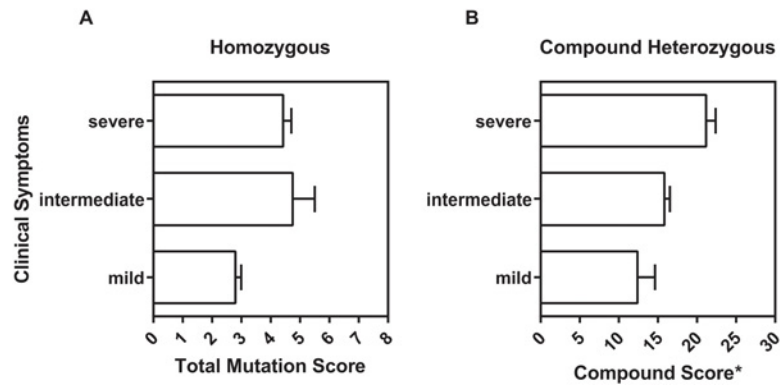 A
Homozygous
Clinical Symptoms
severe
intermediate
mild
0 1 2 3 4 5 6 7 8
Total Mutation Score
B
Compound Heterozygous
severe
intermediate
mild
0 5 10 15 20 25 30
Compound Score*